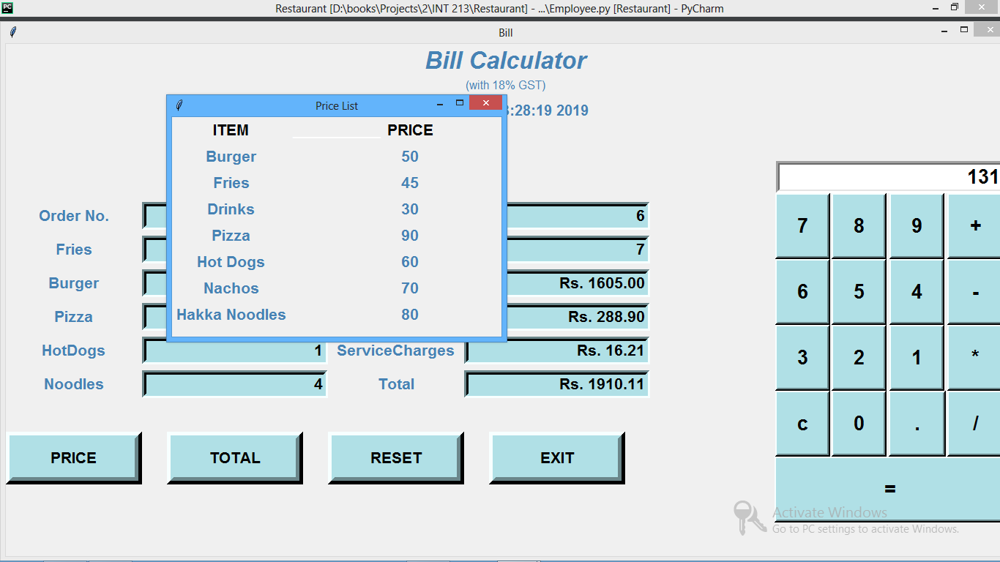 PC
Restaurant [D:\books\Projects\2\INT 213\Restaurant] - ...\Employee.py [Restaurant] - PyCharm
Bill
Bill Calculator
(with 18% GST)
:28:19 2019
Price List
ITEM PRICE
Burger 50
Fries 45
Drinks 30
Pizza 90
Hot Dogs 60
Nachos 70
Hakka Noodles 80
Order No. 6
Fries 7
Burger Rs. 1605.00
Pizza Rs. 288.90
HotDogs 1 ServiceCharges Rs. 16.21
Noodles 4 Total Rs. 1910.11
PRICE TOTAL RESET EXIT
131
7 8 9 +
6 5 4 -
3 2 1 *
c 0 . /
=
Activate Windows
Go to PC settings to activate Windows.